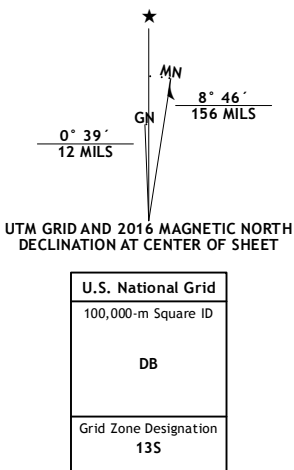 MN
GN
8° 46´
156 MILS
0° 39´
12 MILS
UTM GRID AND 2016 MAGNETIC NORTH
DECLINATION AT CENTER OF SHEET
U.S. National Grid
100,000-m Square ID
DB
Grid Zone Designation
13S